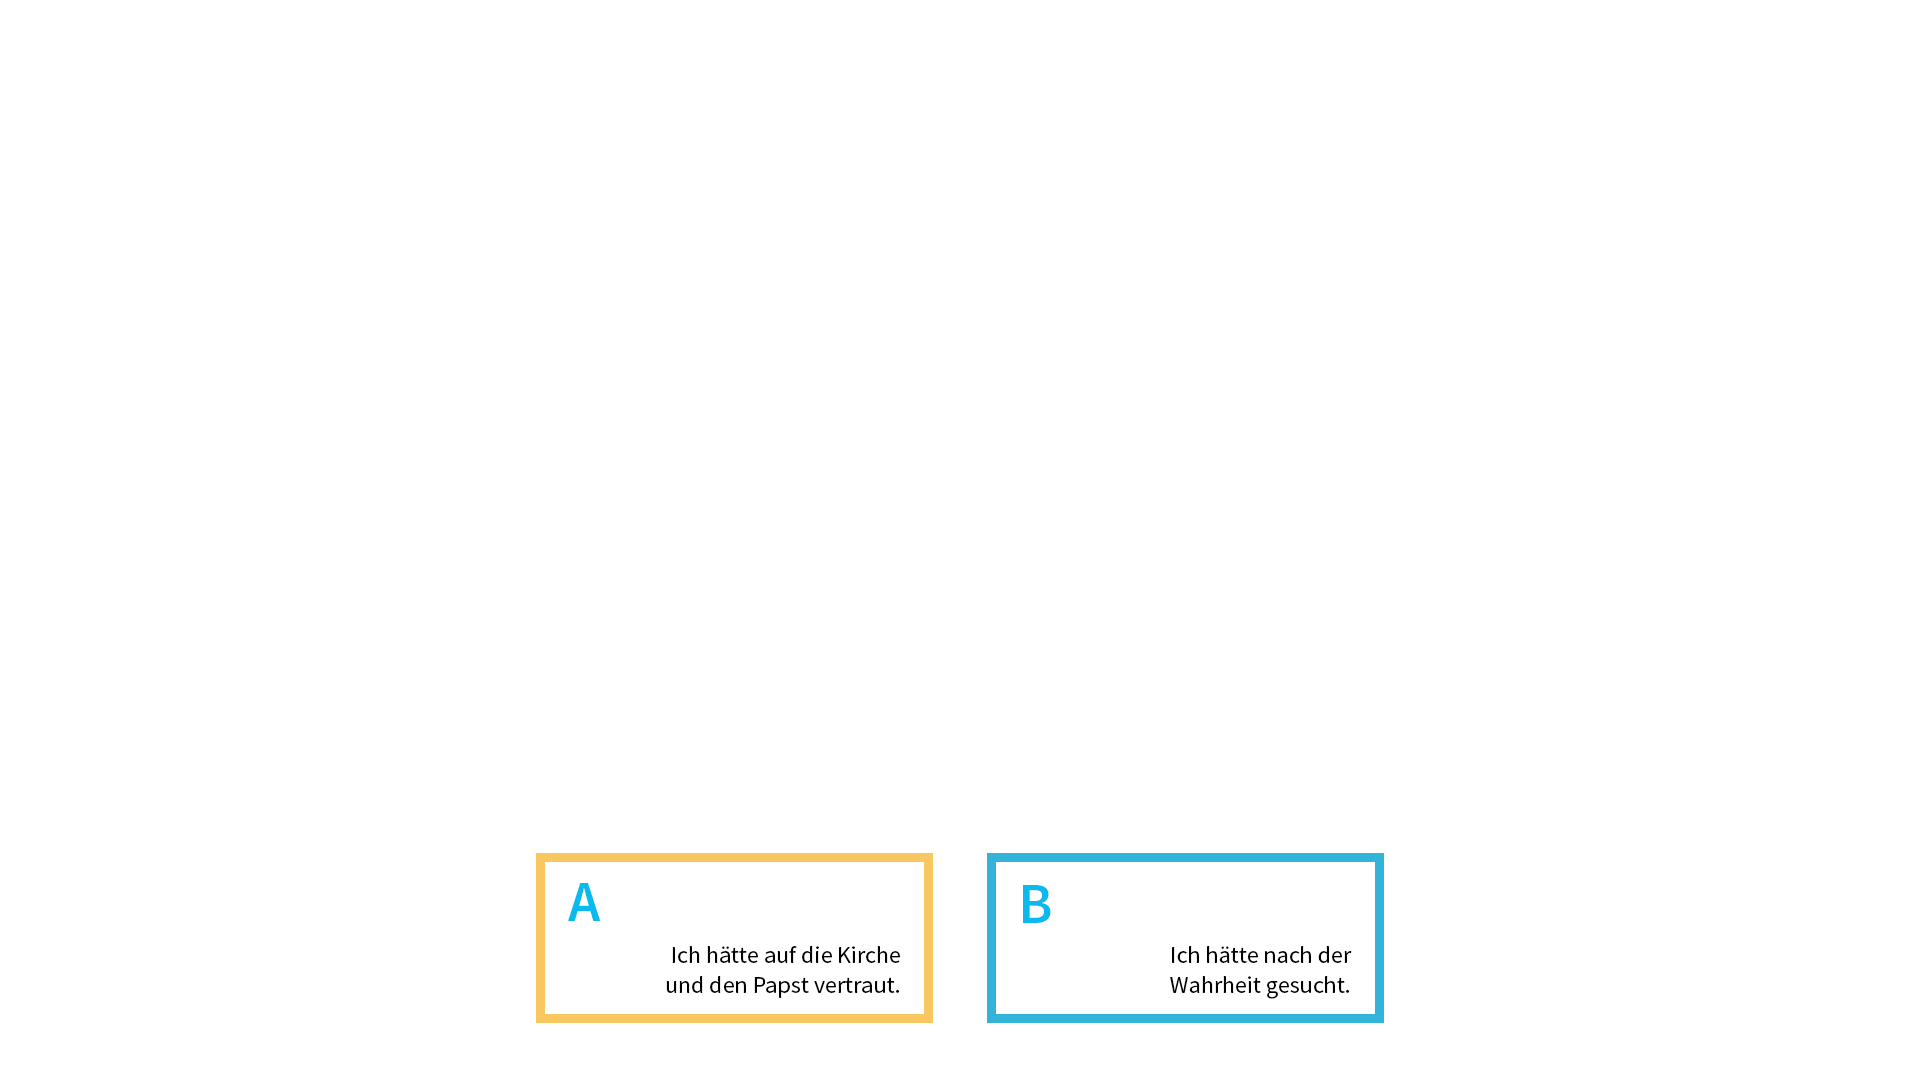 A
Ich hätte auf die Kirche
und den Papst vertraut.
B
Ich hätte nach der
Wahrheit gesucht.